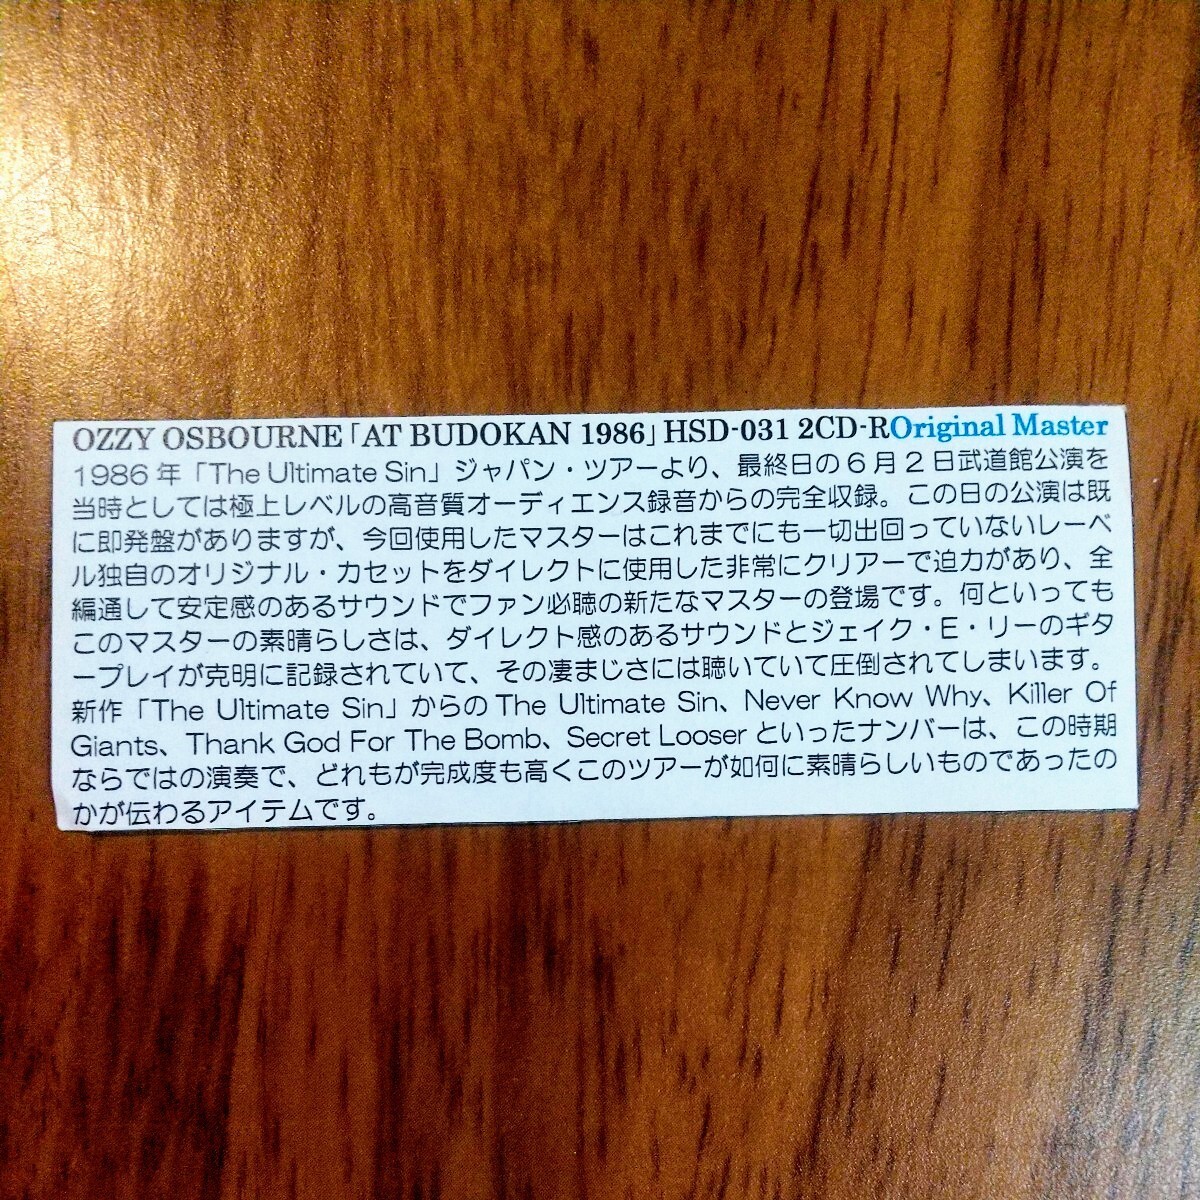 OZZY OSBOURNE「AT BUDOKAN 1986」HSD-031 2CD-R Original Master
1986年「The Ultimate Sin」ジャパン・ツアーより、最終日の6月2日武道館公演を
当時としては極上レベルの高音質オーディエンス録音からの完全収録。この日の公演は既
に即発盤がありますが、今回使用したマスターはこれまでにも一切出回っていないレーベ
ル独自のオリジナル・カセットをダイレクトに使用した非常にクリアーで迫力があり、全
編通して安定感のあるサウンドでファン必聴の新たなマスターの登場です。何といっても
このマスターの素晴らしさは、ダイレクト感のあるサウンドとジェイク・E・リーのギタ
ープレイが克明に記録されていて、その凄まじさには聴いていて圧倒されてしまいます。
新作「The Ultimate Sin」からのThe Ultimate Sin、Never Know Why、Killer Of
Giants、Thank God For The Bomb、Secret Looserといったナンバーは、この時期
ならではの演奏で、どれもが完成度も高くこのツアーが如何に素晴らしいものであったの
かが伝わるアイテムです。